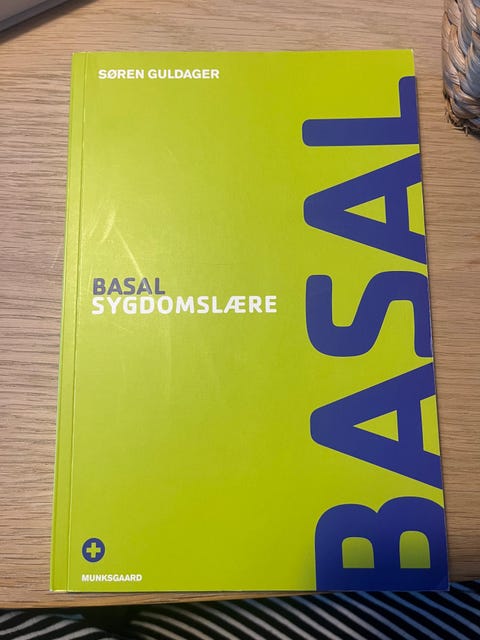 SØREN GULDAGER
BASAL
SYGDOMSLÆRE
BASAL
MUNKSGAARD